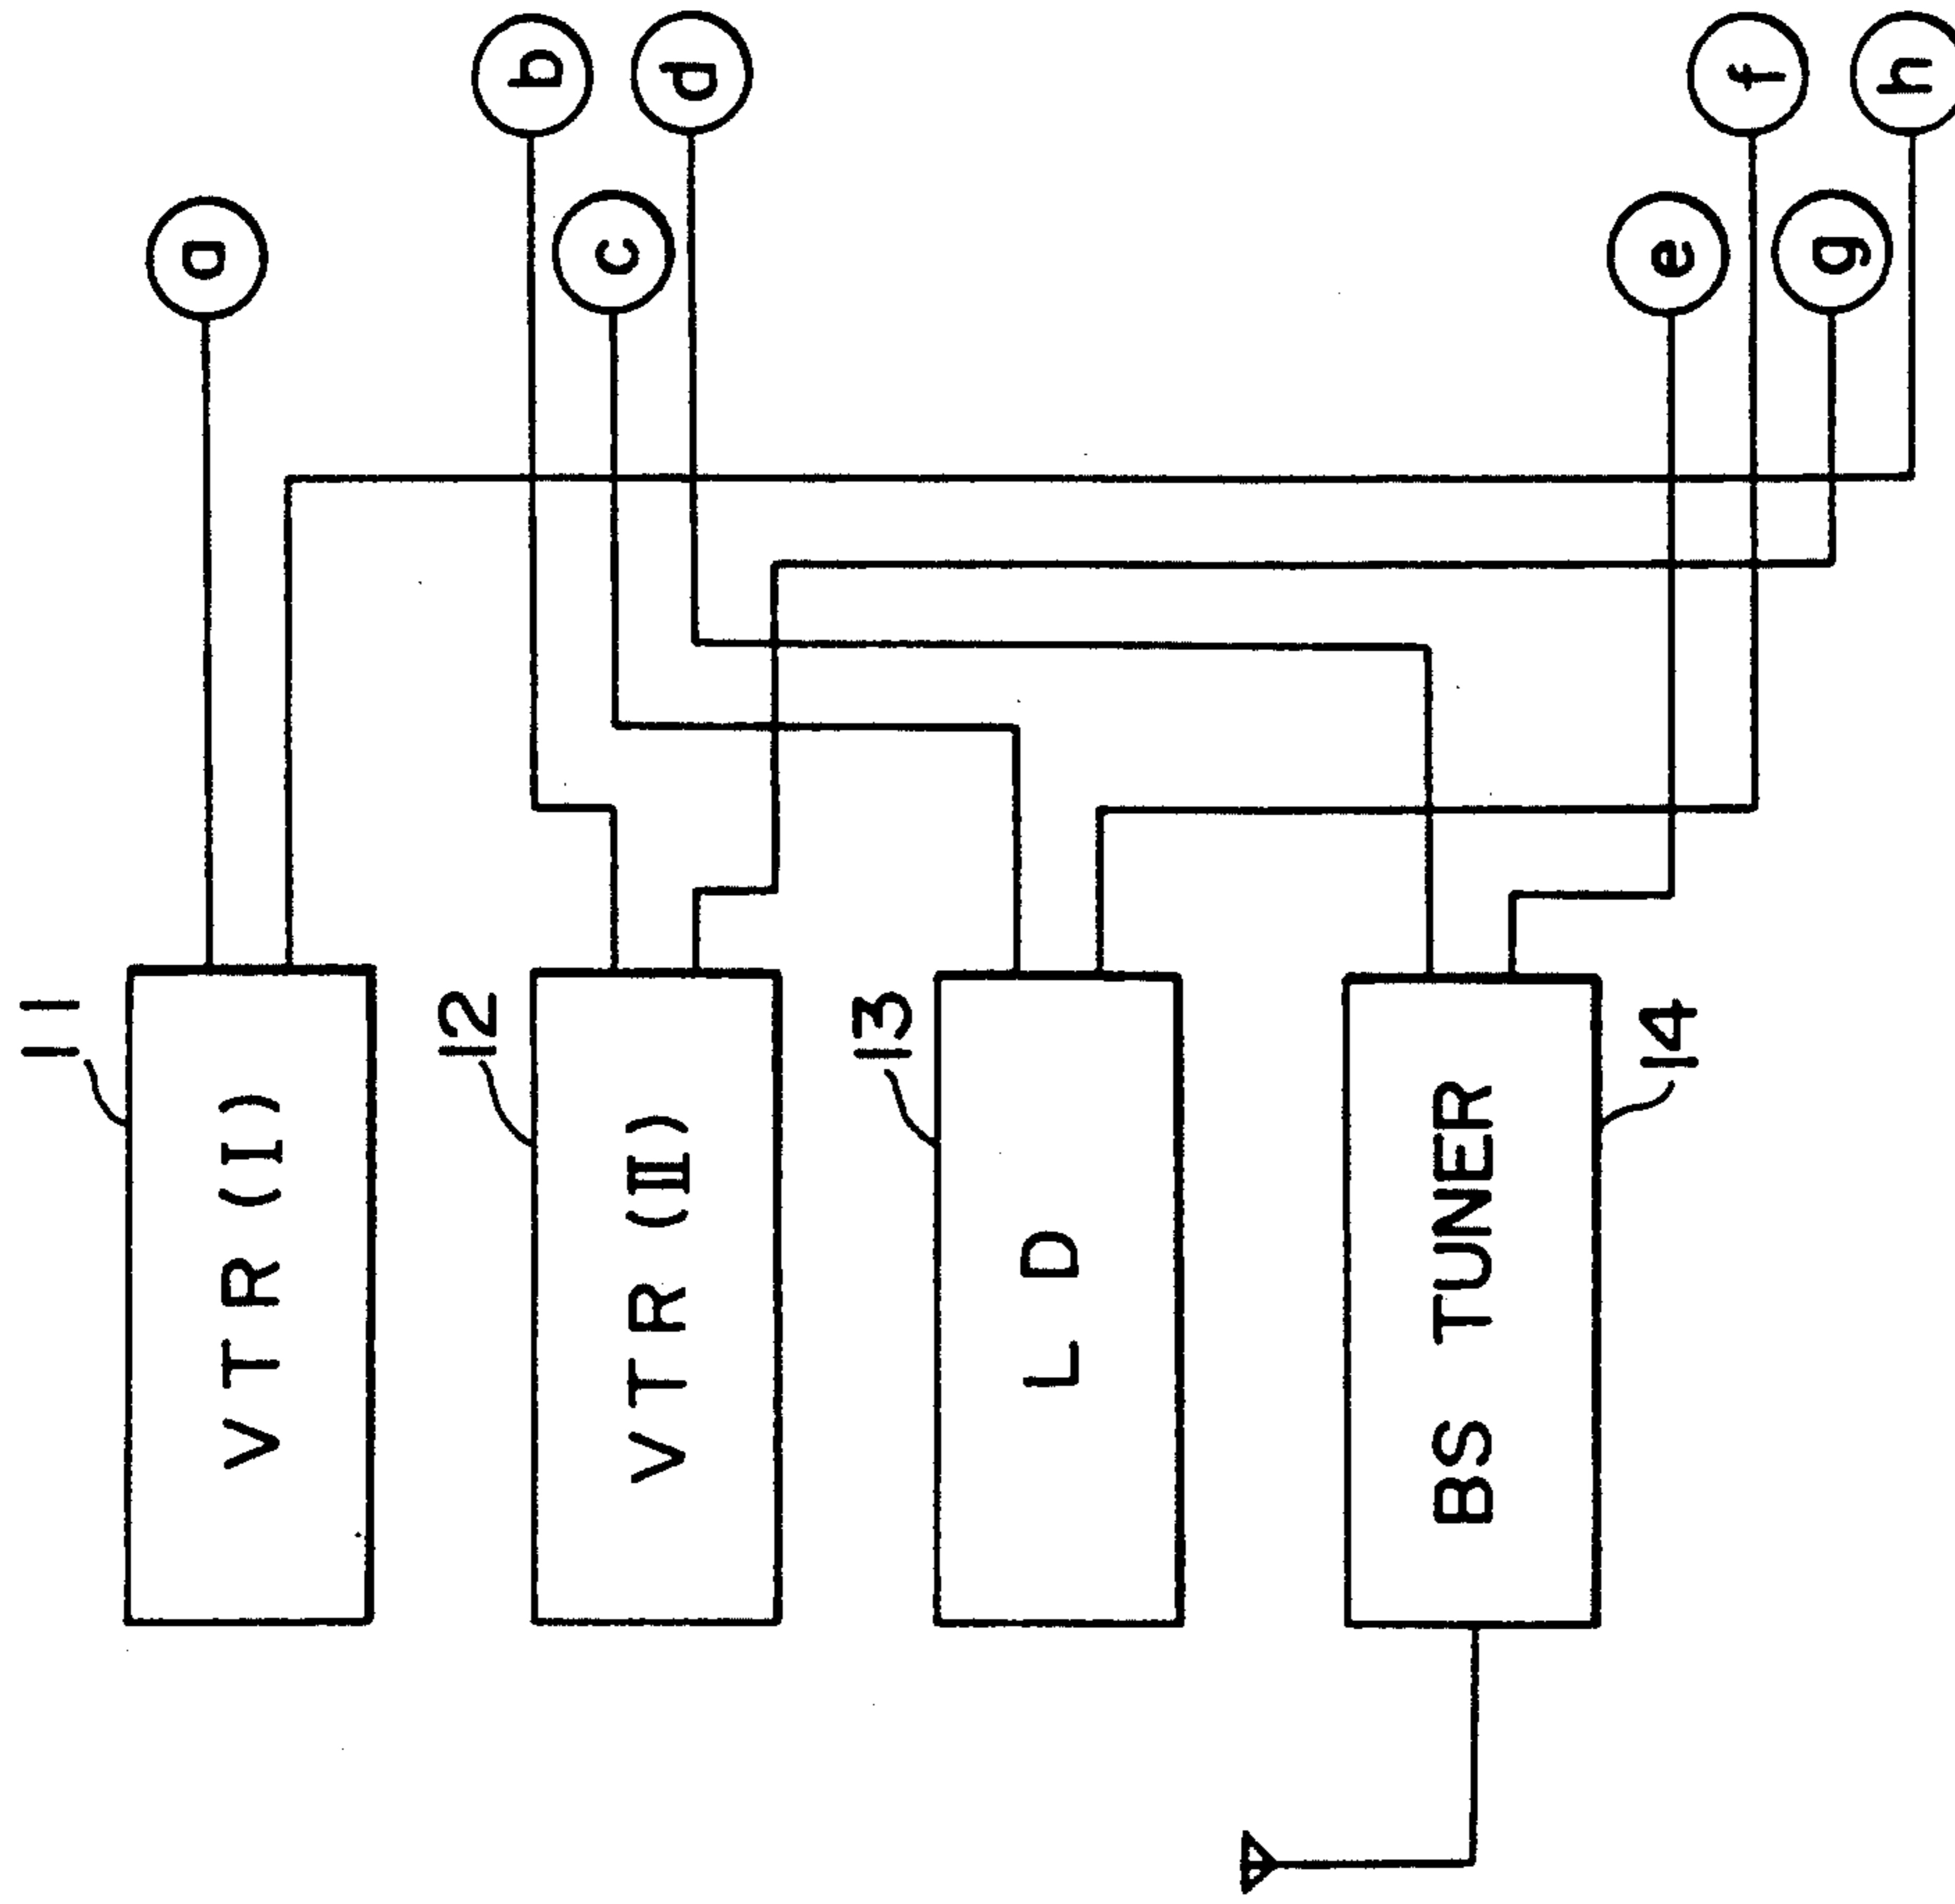 11
VTR (I)
a
12
VTR (II)
b
c
d
13
LD
14
BS TUNER
e
f
g
h